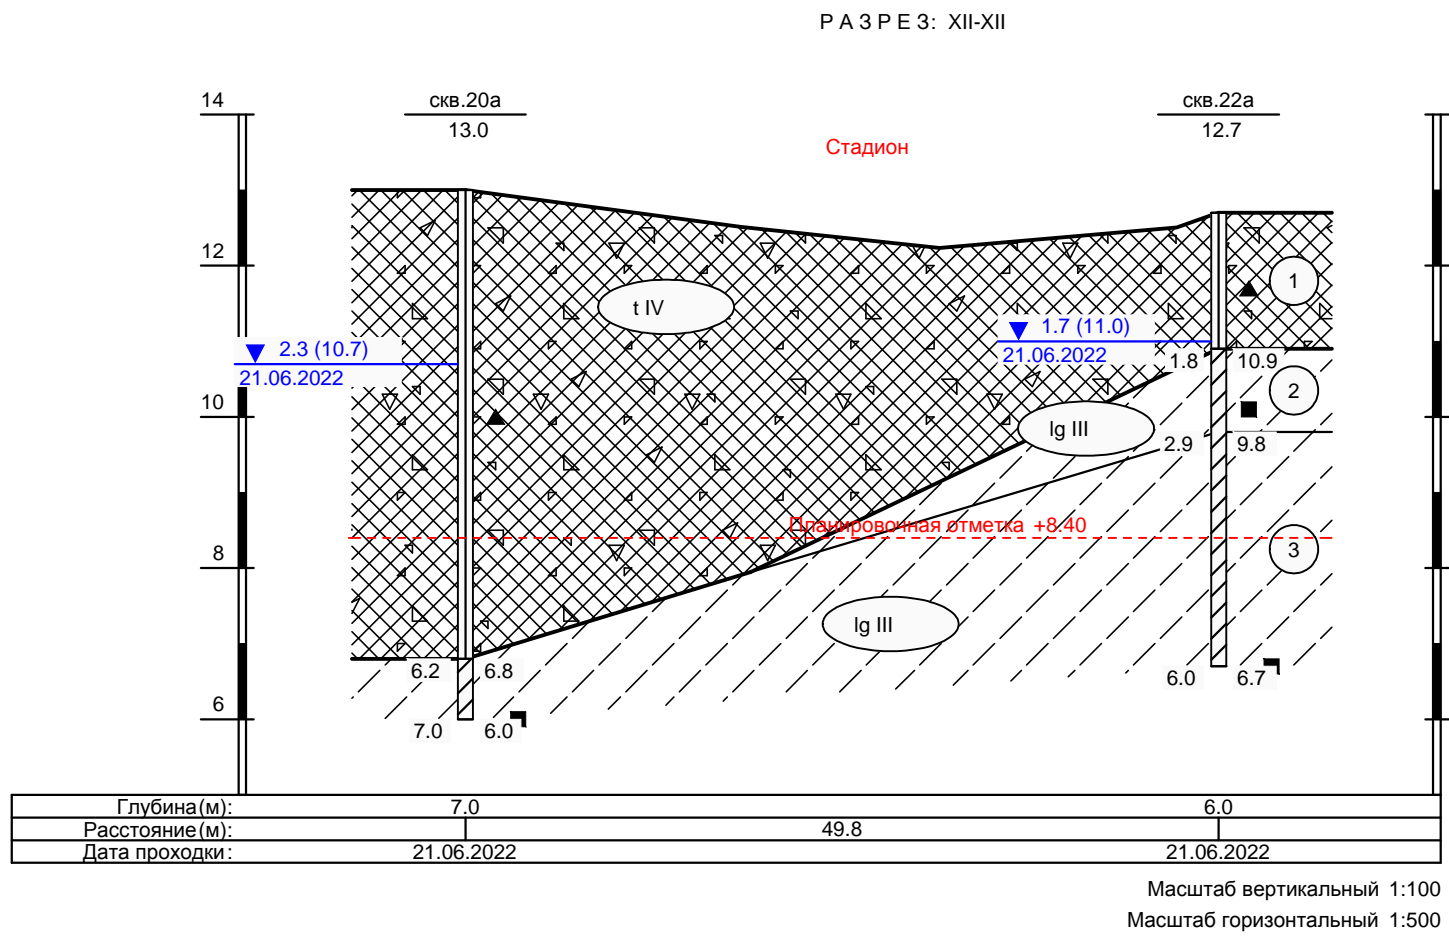 Р А З Р Е З: XII-XII
14
скв.20а
скв.22а
13.0
12.7
Стадион
12
1
t IV
1.7 (11.0)
2.3 (10.7)
21.06.2022
1.8
10.9
21.06.2022
2
10
lg III
2.9
9.8
Планировочная отметка +8.40
8
3
lg III
6.2
6.8
6.0
6.7
6
7.0
6.0
Глубина(м): 7.0 6.0
Расстояние(м): 49.8
Дата проходки: 21.06.2022 21.06.2022
Масштаб вертикальный 1:100
Масштаб горизонтальный 1:500